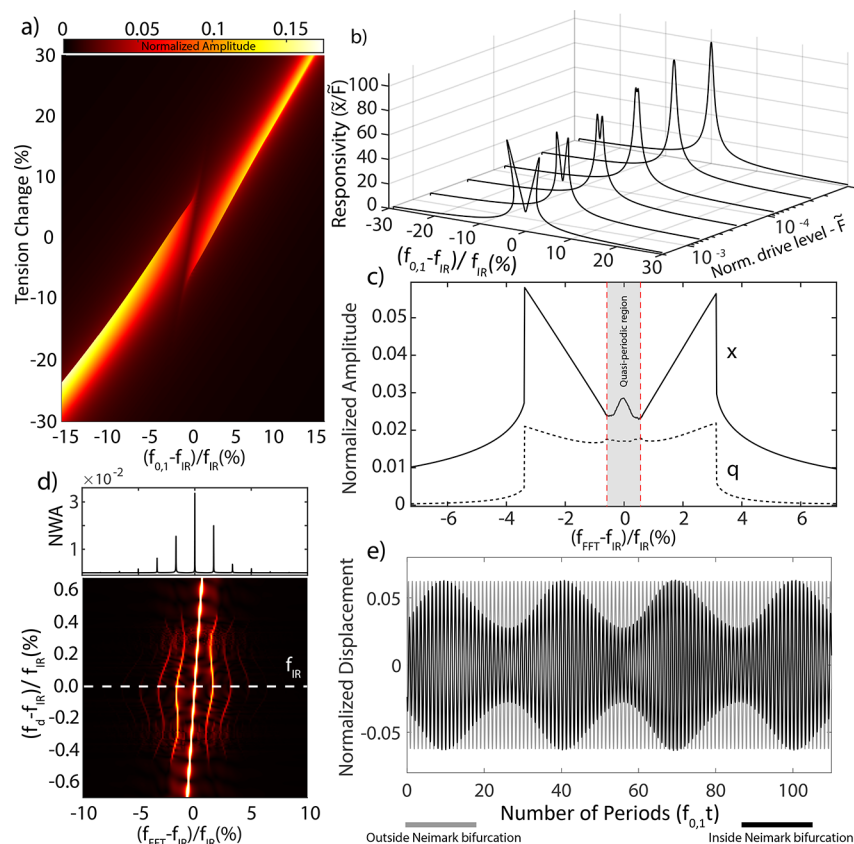 a)
0 0.05 0.1 0.15
Normalized Amplitude
30
20
10
0
-10
-20
-30
Tension Change (%)
-15 -10 -5 0 5 10 15
(f0,1-fIR)/fIR(%)
b)
100
80
60
40
20
0
Responsivity (x̃/F̃)
-30 -20 -10 0 10 20 30
(f0,1-fIR)/ fIR(%)
10-3 10-4
Norm. drive level - F̃
c)
0.05
0.04
0.03
0.02
0.01
0
Normalized Amplitude
Quasi-periodic region
x
q
-6 -4 -2 0 2 4 6
(fFFT-fIR)/fIR(%)
d)
×10-2
3
1
NWA
0.6
0.4
0.2
0.0
-0.2
-0.4
-0.6
(fd-fIR)/ fIR(%)
fIR
-10 -5 0 5 10
(fFFT-fIR)/fIR(%)
e)
0.05
0
-0.05
Normalized Displacement
0 20 40 60 80 100
Number of Periods (f0,1t)
Outside Neimark bifurcation
Inside Neimark bifurcation